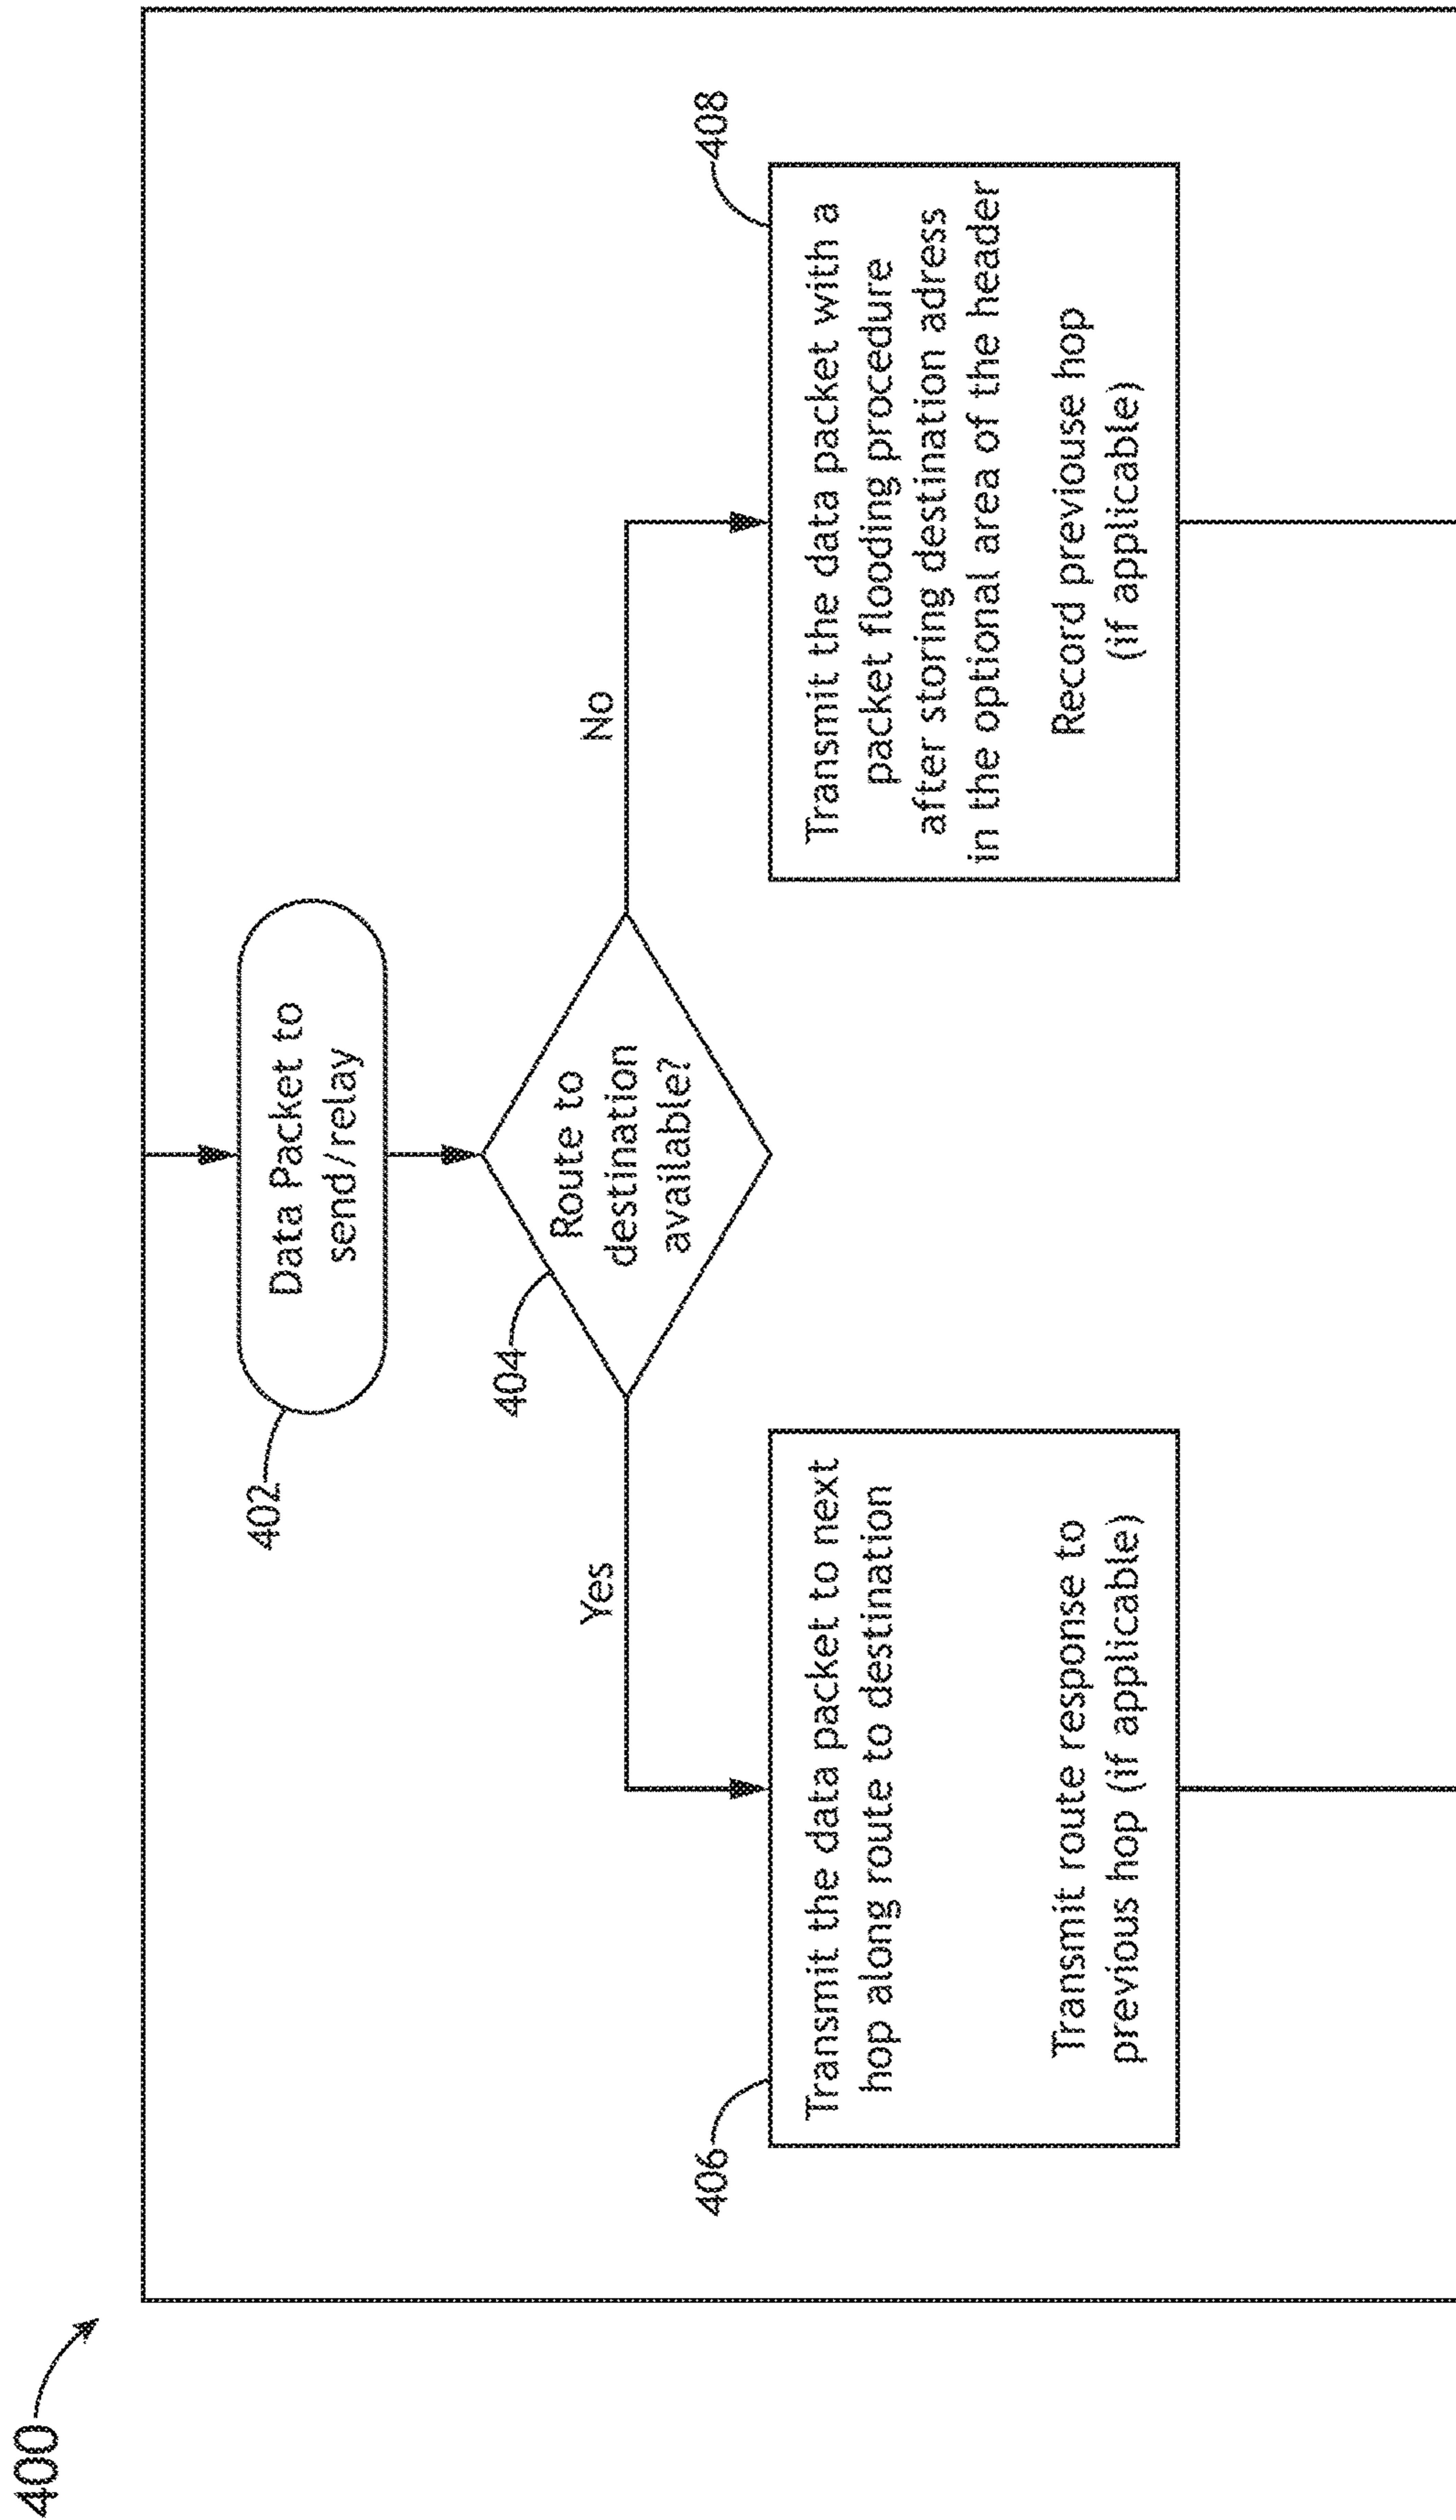 400
402
Data Packet to
send/relay
404
Route to
destination
available?
Yes
No
406
Transmit the data packet to next
hop along route to destination
Transmit route response to
previous hop (if applicable)
408
Transmit the data packet with a
packet flooding procedure
after storing destination adress
in the optional area of the header
Record previouse hop
(if applicable)